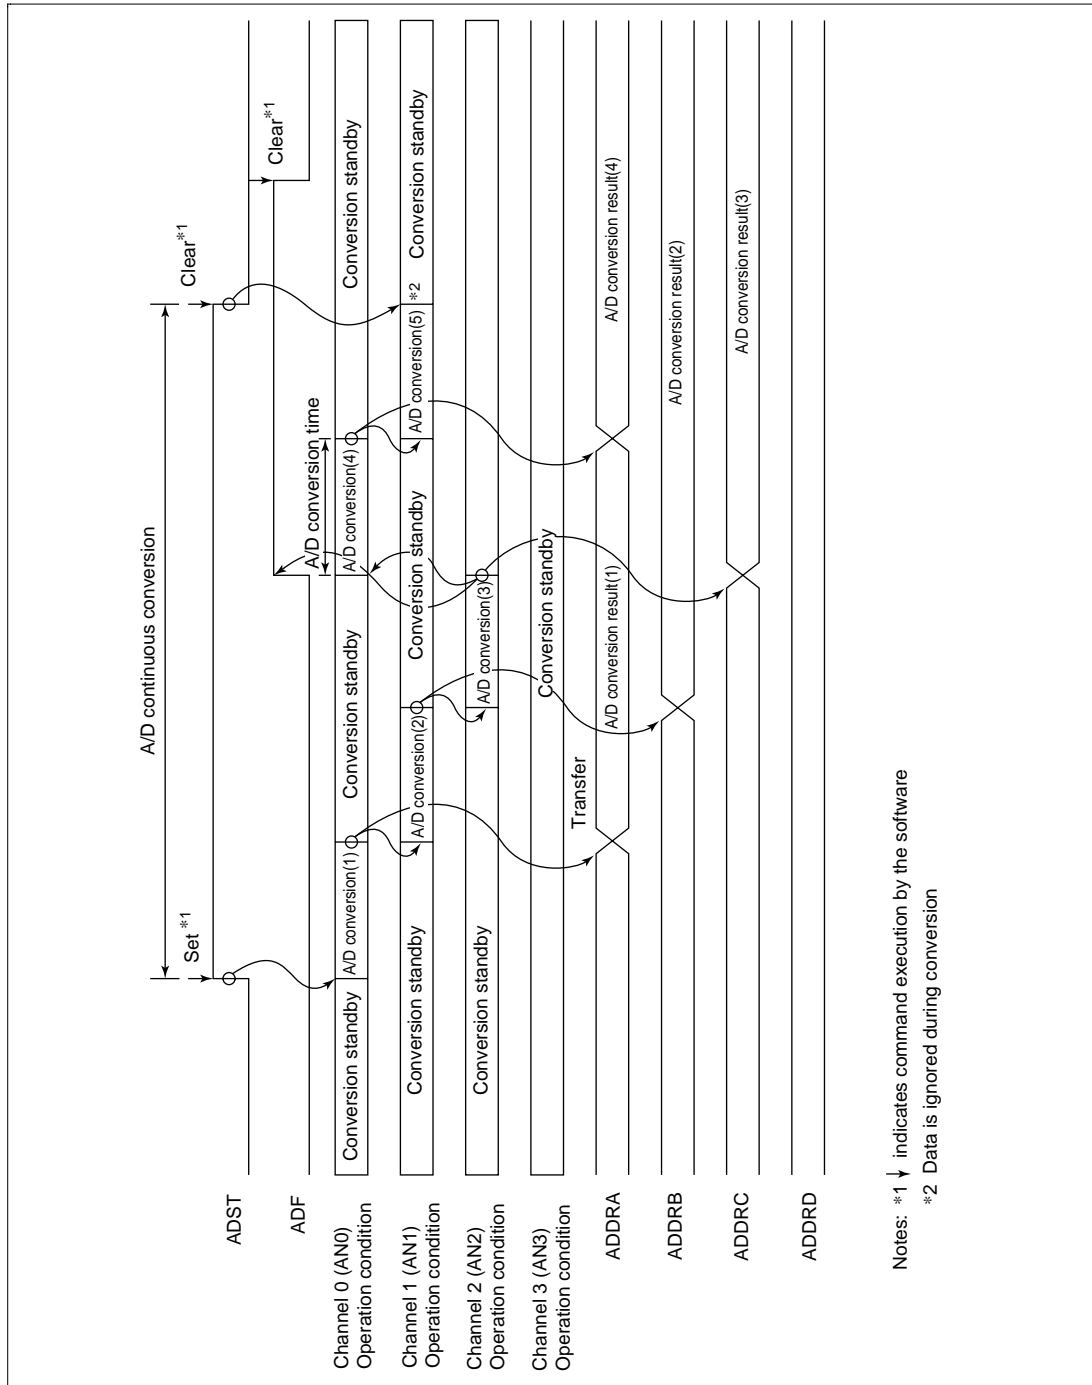 A/D continuous conversion
Set *1
Clear*1
Clear*1
ADST
ADF
A/D conversion time
Channel 0 (AN0)
Operation condition
Conversion standby
A/D conversion(1)
Conversion standby
A/D conversion(4)
Conversion standby
Channel 1 (AN1)
Operation condition
Conversion standby
A/D conversion(2)
Conversion standby
A/D conversion(5)
*2
Conversion standby
Channel 2 (AN2)
Operation condition
Conversion standby
A/D conversion(3)
Channel 3 (AN3)
Operation condition
Conversion standby
Transfer
ADDRA
A/D conversion result(1)
A/D conversion result(4)
ADDRB
A/D conversion result(2)
ADDRC
A/D conversion result(3)
ADDRD
Notes: *1 ↓ indicates command execution by the software
*2 Data is ignored during conversion